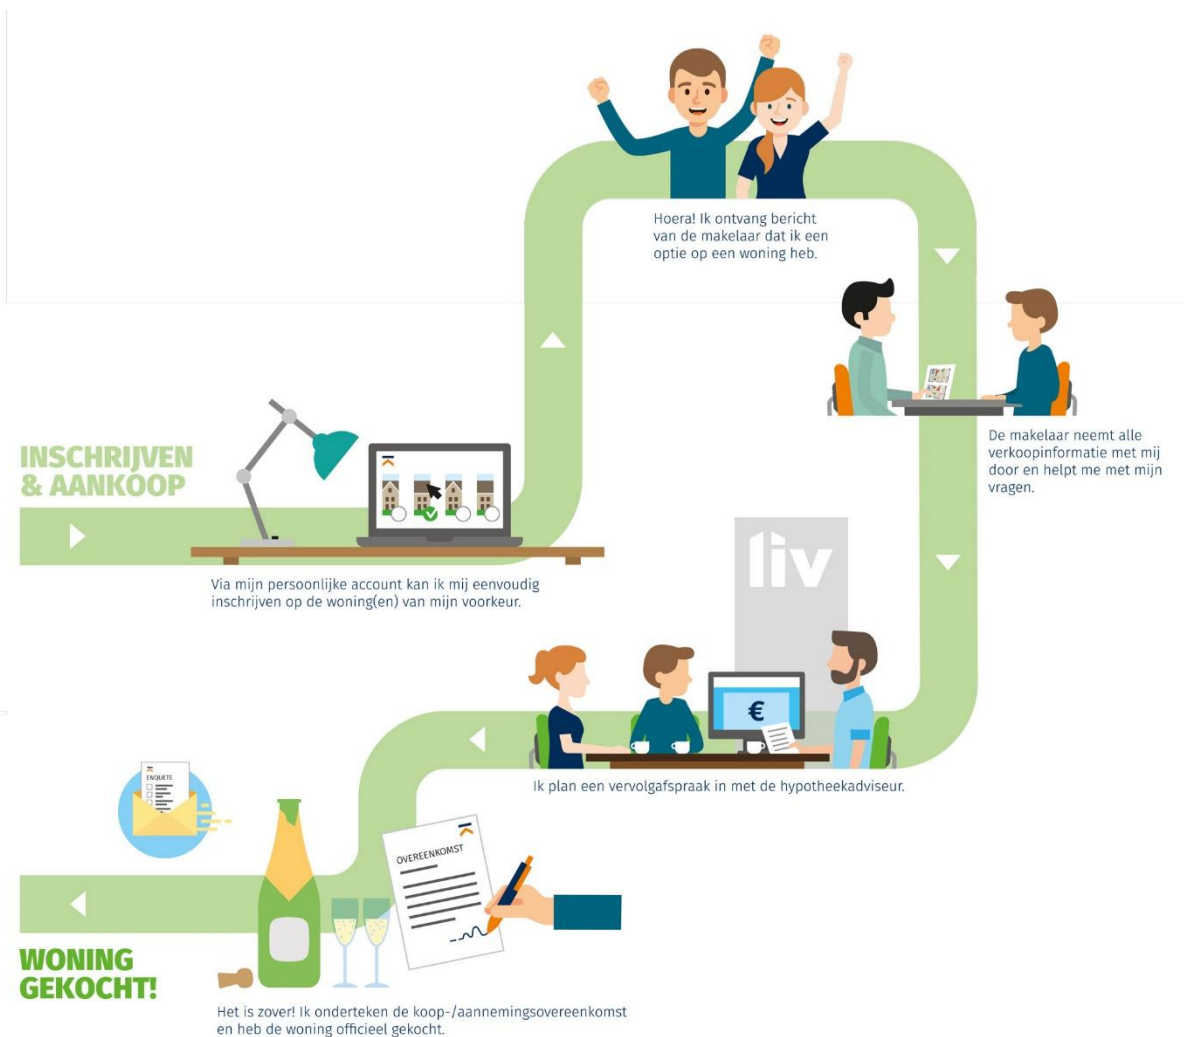 Hoera! Ik ontvang bericht
van de makelaar dat ik een
optie op een woning heb.
De makelaar neemt alle
verkoopinformatie met mij
door en helpt me met mijn
vragen.
INSCHRIJVEN
& AANKOOP
Via mijn persoonlijke account kan ik mij eenvoudig
inschrijven op de woning(en) van mijn voorkeur.
liv
€
Ik plan een vervolgafspraak in met de hypotheekadviseur.
ENQUETE
OVEREENKOMST
WONING
GEKOCHT!
Het is zover! Ik onderteken de koop-/aannemingsovereenkomst
en heb de woning officieel gekocht.